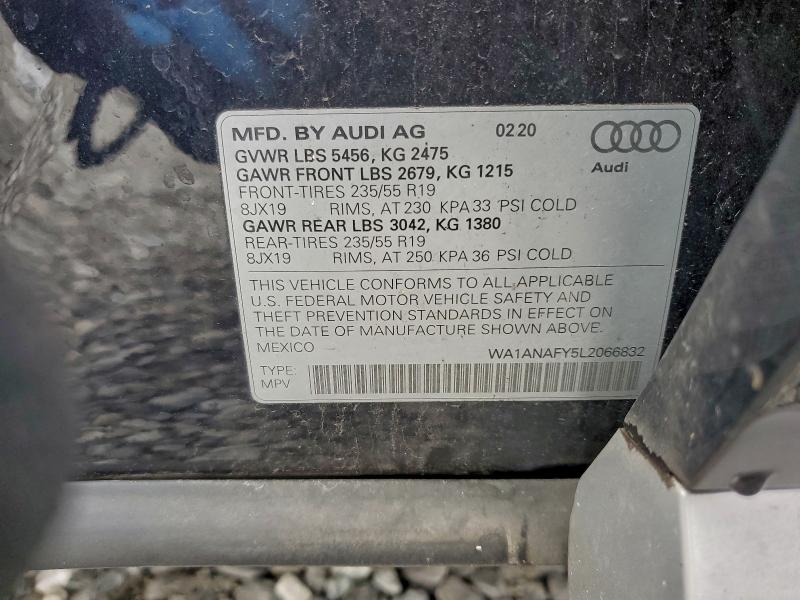 MFD. BY AUDI AG 02 20
Audi
GVWR LBS 5456, KG 2475
GAWR FRONT LBS 2679, KG 1215
FRONT-TIRES 235/55 R19
8JX19 RIMS, AT 230 KPA 33 PSI COLD
GAWR REAR LBS 3042, KG 1380
REAR-TIRES 235/55 R19
8JX19 RIMS, AT 250 KPA 36 PSI COLD
THIS VEHICLE CONFORMS TO ALL APPLICABLE
U.S. FEDERAL MOTOR VEHICLE SAFETY AND
THEFT PREVENTION STANDARDS IN EFFECT ON
THE DATE OF MANUFACTURE SHOWN ABOVE.
MEXICO WA1ANAFY5L2066832
TYPE:
MPV